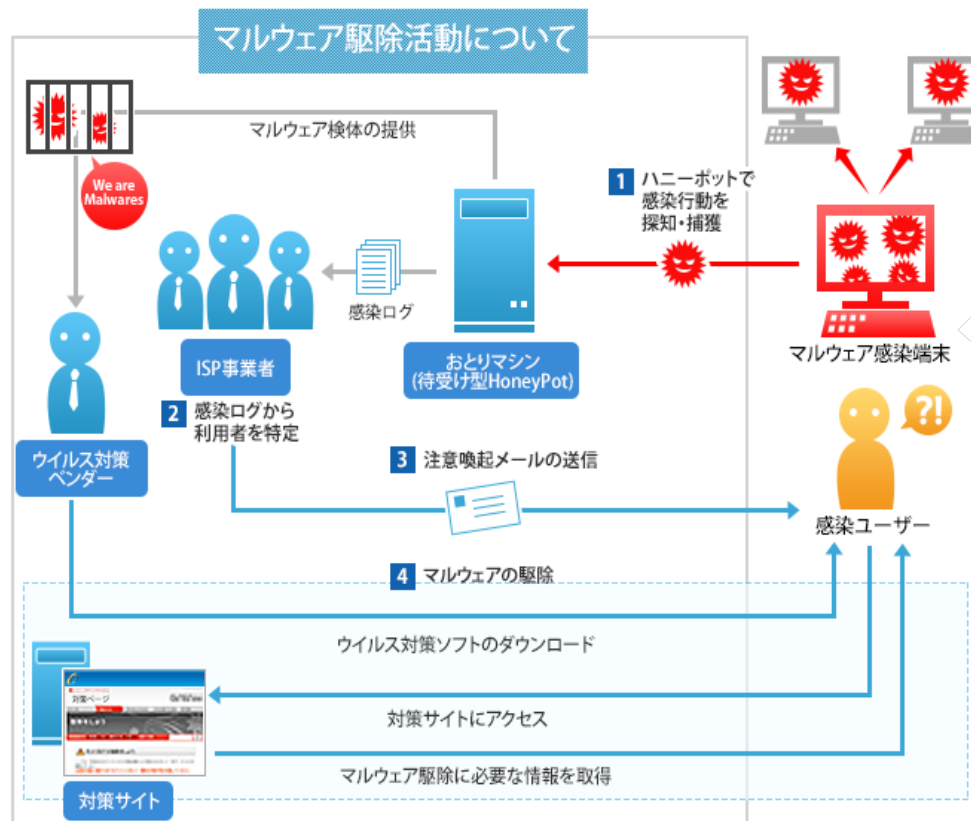 マルウェア駆除活動について
マルウェア検体の提供
We are
Malwares
1 ハニーポットで
感染行動を
探知・捕獲
感染ログ
マルウェア感染端末
ISP事業者
おとりマシン
(待受け型HoneyPot)
2 感染ログから
利用者を特定
?!
ウイルス対策
ベンダー
3 注意喚起メールの送信
感染ユーザー
4 マルウェアの駆除
ウイルス対策ソフトのダウンロード
対策ページ
対策サイトにアクセス
マルウェア駆除に必要な情報を取得
対策サイト